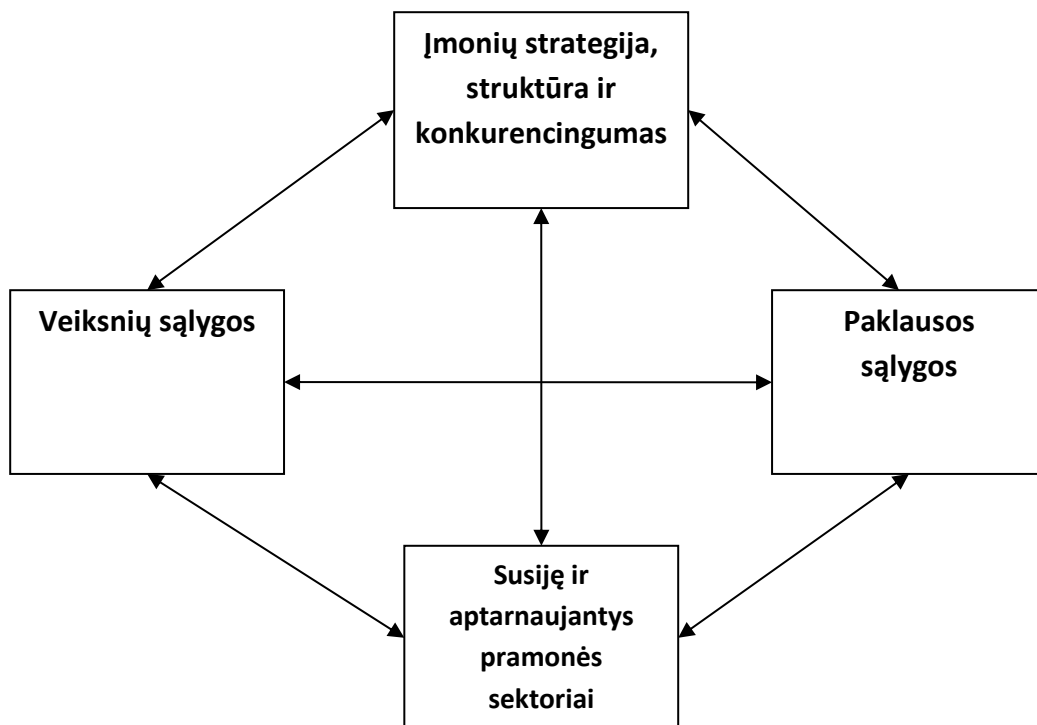 Įmonių strategija,
struktūra ir
konkurencingumas
Veiksnių sąlygos
Paklausos
sąlygos
Susiję ir
aptarnaujantys
pramonės
sektoriai